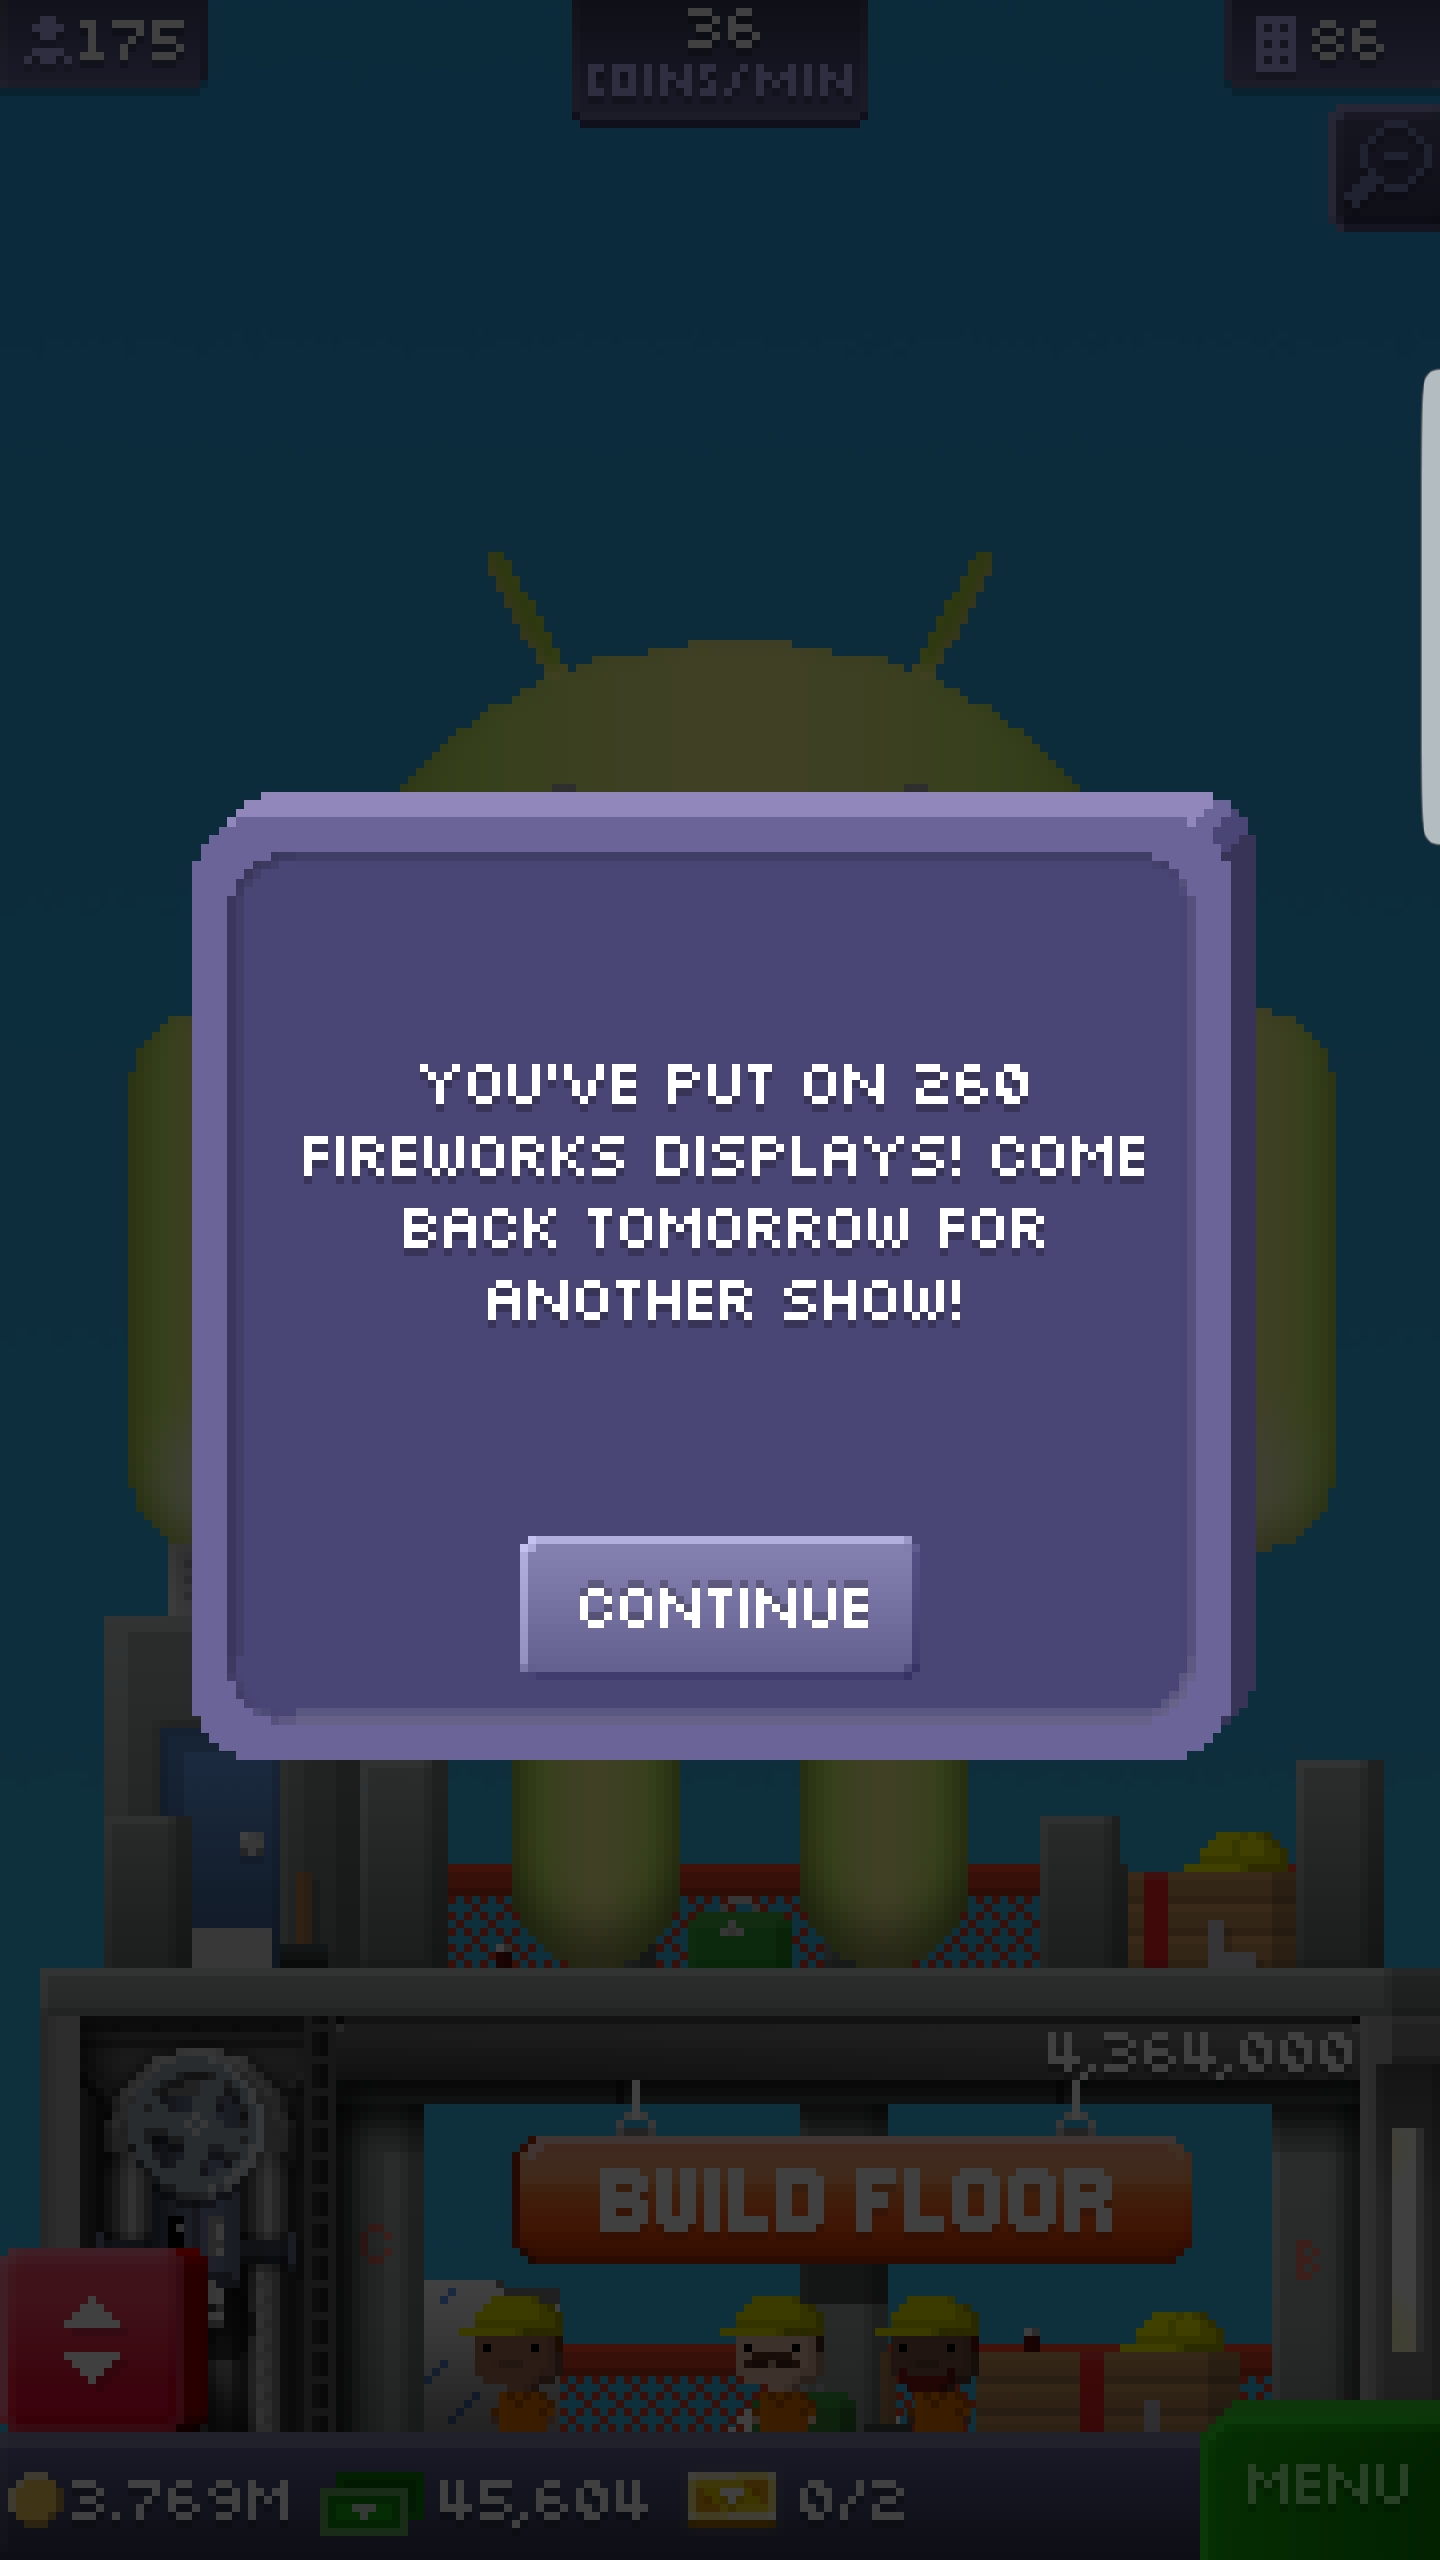 175
36
COINS/MIN
86
YOU'VE PUT ON 260
FIREWORKS DISPLAYS! COME
BACK TOMORROW FOR
ANOTHER SHOW!
CONTINUE
4,364,000
BUILD FLOOR
C
B
3.769M
45,604
0/2
MENU